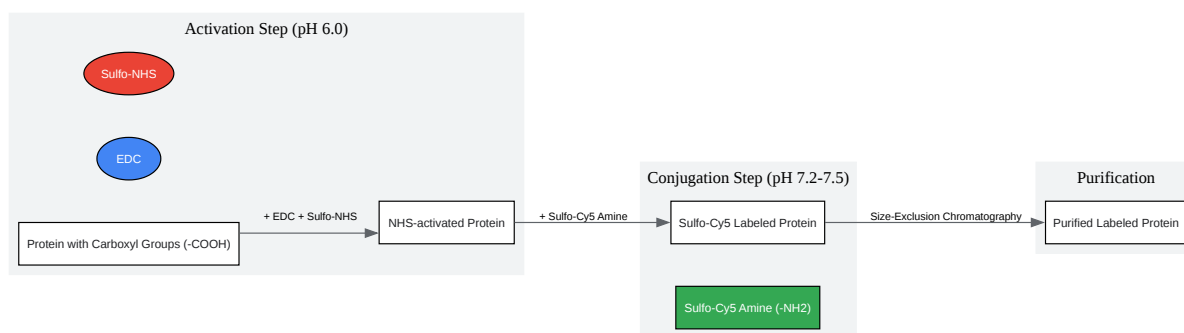 Activation Step (pH 6.0)
Sulfo-NHS
EDC
Protein with Carboxyl Groups (-COOH)
+ EDC + Sulfo-NHS
NHS-activated Protein
+ Sulfo-Cy5 Amine
Conjugation Step (pH 7.2-7.5)
Sulfo-Cy5 Labeled Protein
Sulfo-Cy5 Amine (-NH2)
Size-Exclusion Chromatography
Purification
Purified Labeled Protein